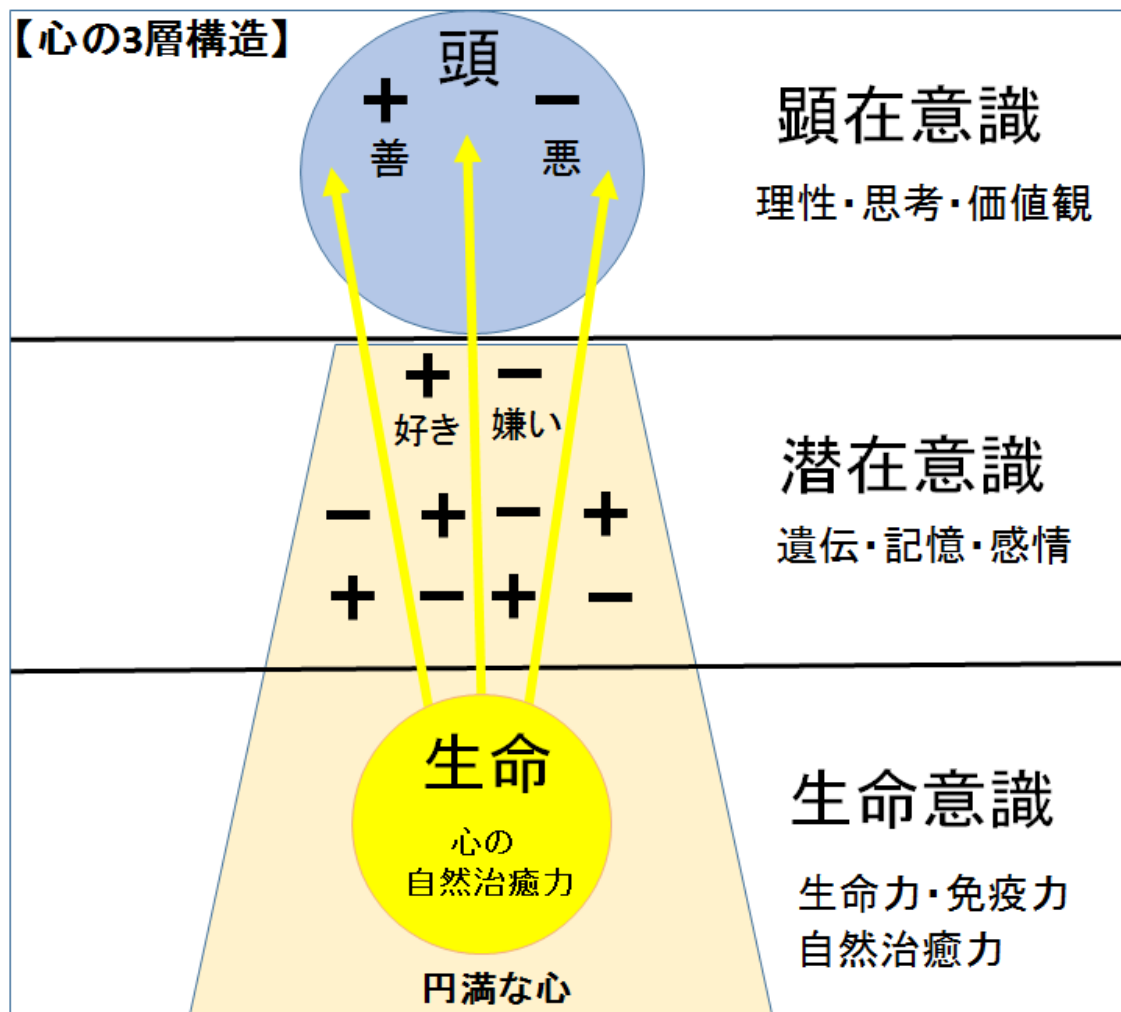 【心の3層構造】
頭
+ −
善 悪
顕在意識
理性・思考・価値観
+ −
好き 嫌い
− + − +
+ − + −
潜在意識
遺伝・記憶・感情
生命
心の
自然治癒力
円満な心
生命意識
生命力・免疫力
自然治癒力